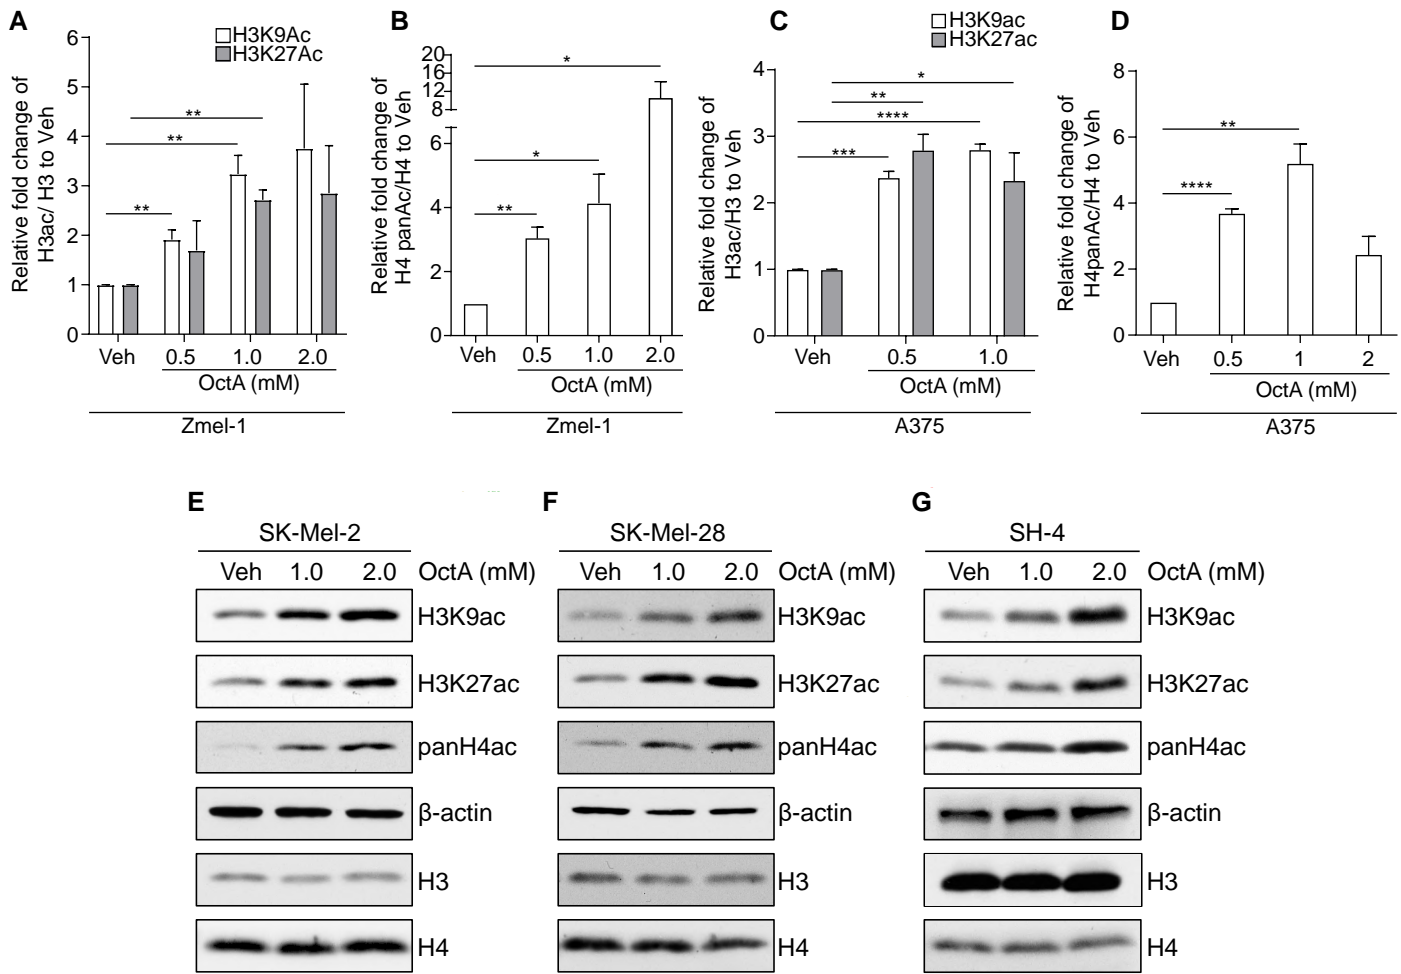 A
Relative fold change of
H3ac/ H3 to Veh
6
5
4
3
2
1
0
H3K9Ac
H3K27Ac
**
**
**
Veh
0.5
1.0
2.0
OctA (mM)
Zmel-1
B
Relative fold change of
H4 panAc/H4 to Veh
20
16
12
8
6
4
2
0
*
*
**
Veh
0.5
1.0
2.0
OctA (mM)
Zmel-1
C
Relative fold change of
H3ac/H3 to Veh
4
3
2
1
0
H3K9ac
H3K27ac
*
**
****
***
Veh
0.5
1.0
OctA (mM)
A375
D
Relative fold change of
H4panAc/H4 to Veh
8
6
4
2
0
**
****
Veh
0.5
1
2
OctA (mM)
A375
E
SK-Mel-2
Veh 1.0 2.0 OctA (mM)
H3K9ac
H3K27ac
panH4ac
β-actin
H3
H4
F
SK-Mel-28
Veh 1.0 2.0 OctA (mM)
H3K9ac
H3K27ac
panH4ac
β-actin
H3
H4
G
SH-4
Veh 1.0 2.0 OctA (mM)
H3K9ac
H3K27ac
panH4ac
β-actin
H3
H4